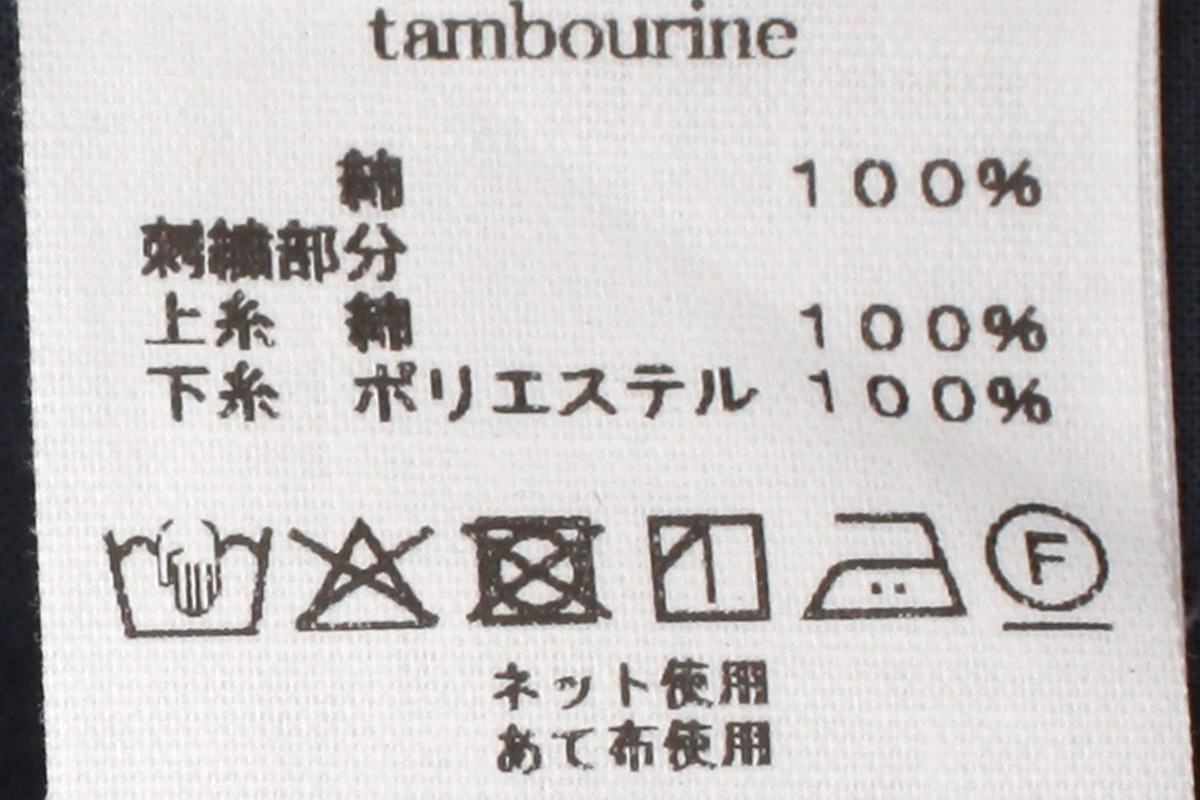 tambourine
綿 100%
刺繍部分
上糸 綿 100%
下糸 ポリエステル 100%
F
ネット使用
あて布使用